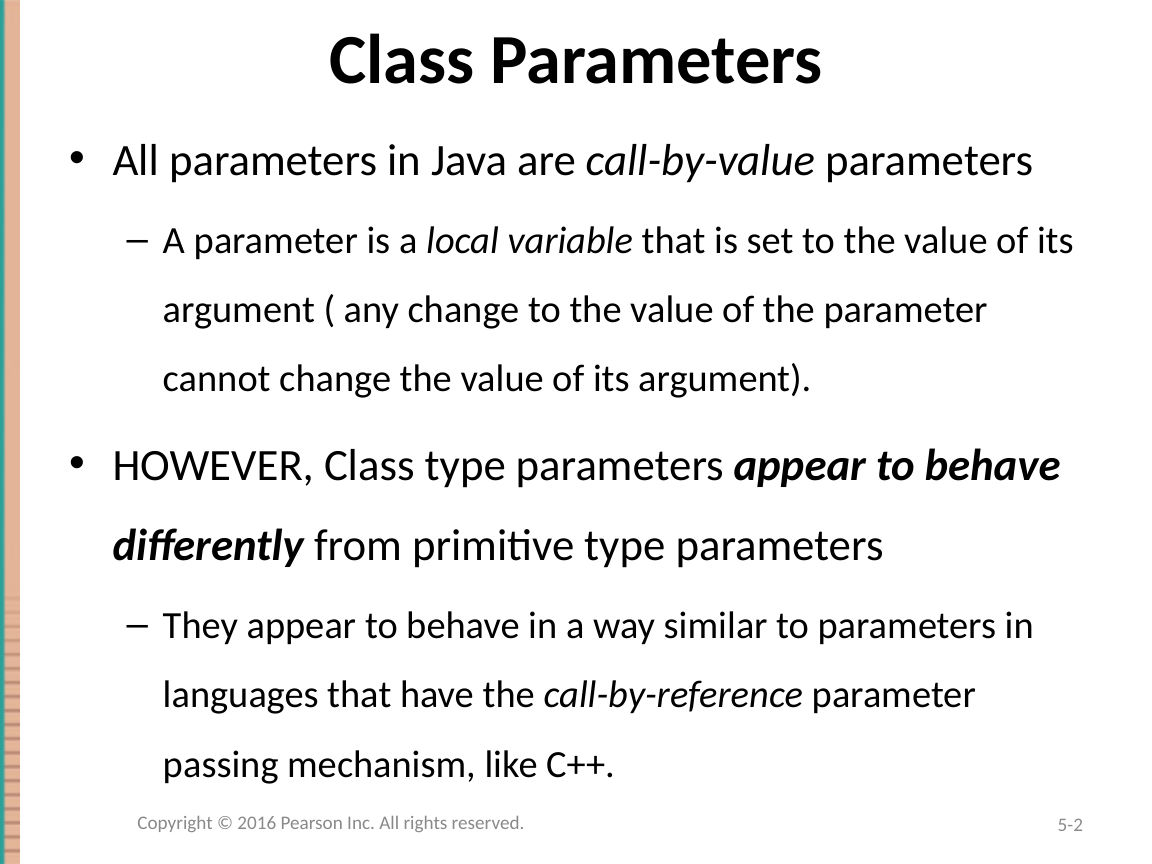 Class Parameters
• All parameters in Java are call-by-value parameters
– A parameter is a local variable that is set to the value of its
argument ( any change to the value of the parameter
cannot change the value of its argument).
• HOWEVER, Class type parameters appear to behave
differently from primitive type parameters
– They appear to behave in a way similar to parameters in
languages that have the call-by-reference parameter
passing mechanism, like C++.
Copyright © 2016 Pearson Inc. All rights reserved.
5-2